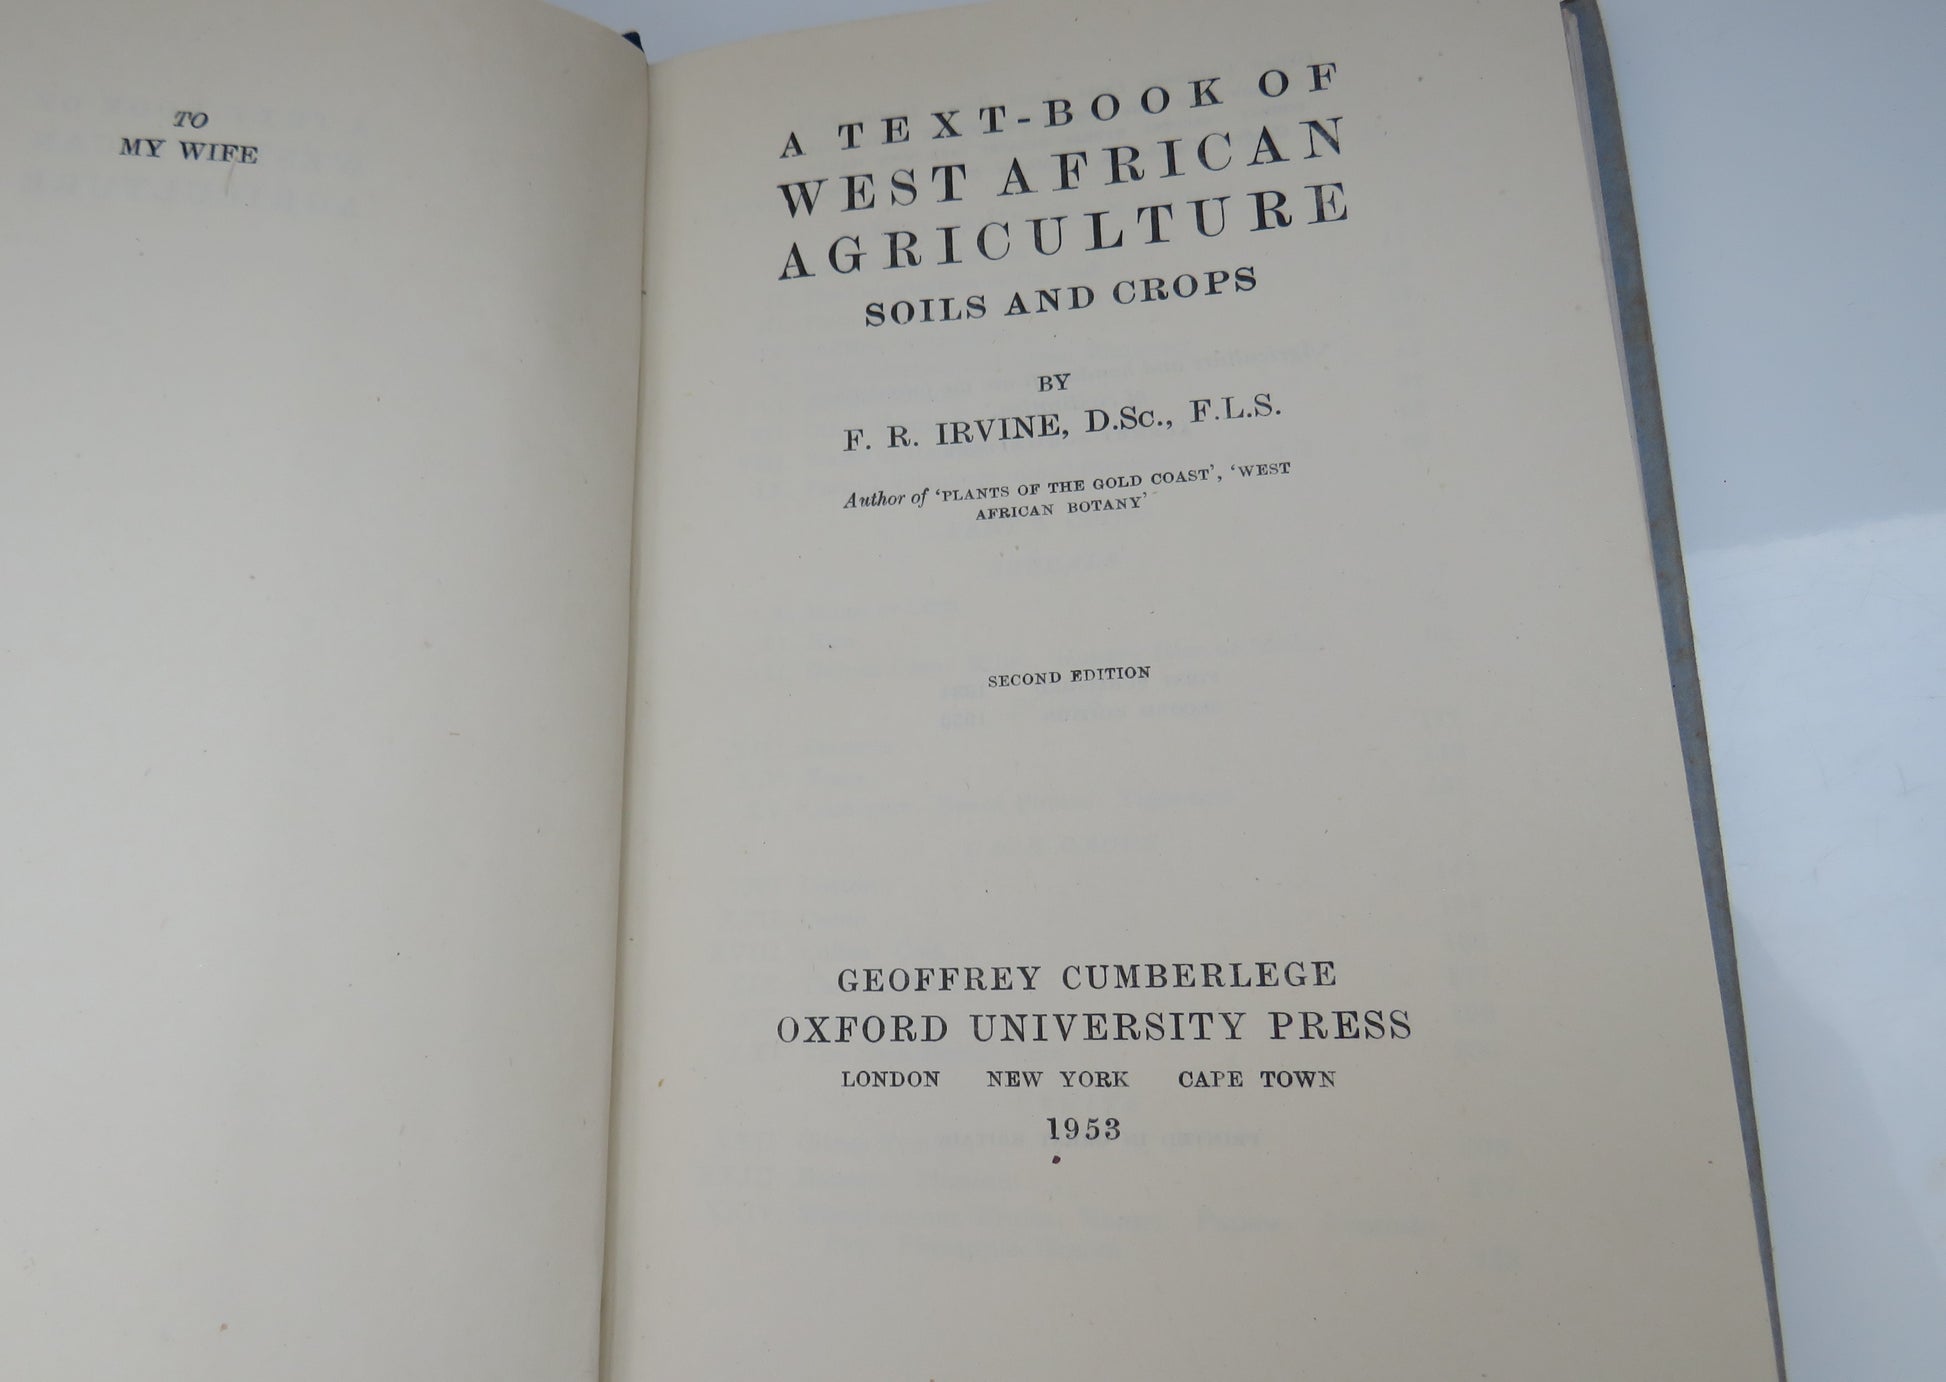 TO
MY WIFE
A TEXT-BOOK OF
WEST AFRICAN
AGRICULTURE
SOILS AND CROPS
BY
F. R. IRVINE, D.Sc., F.L.S.
Author of ‘PLANTS OF THE GOLD COAST’, ‘WEST
AFRICAN BOTANY’
SECOND EDITION
GEOFFREY CUMBERLEGE
OXFORD UNIVERSITY PRESS
LONDON NEW YORK CAPE TOWN
1953